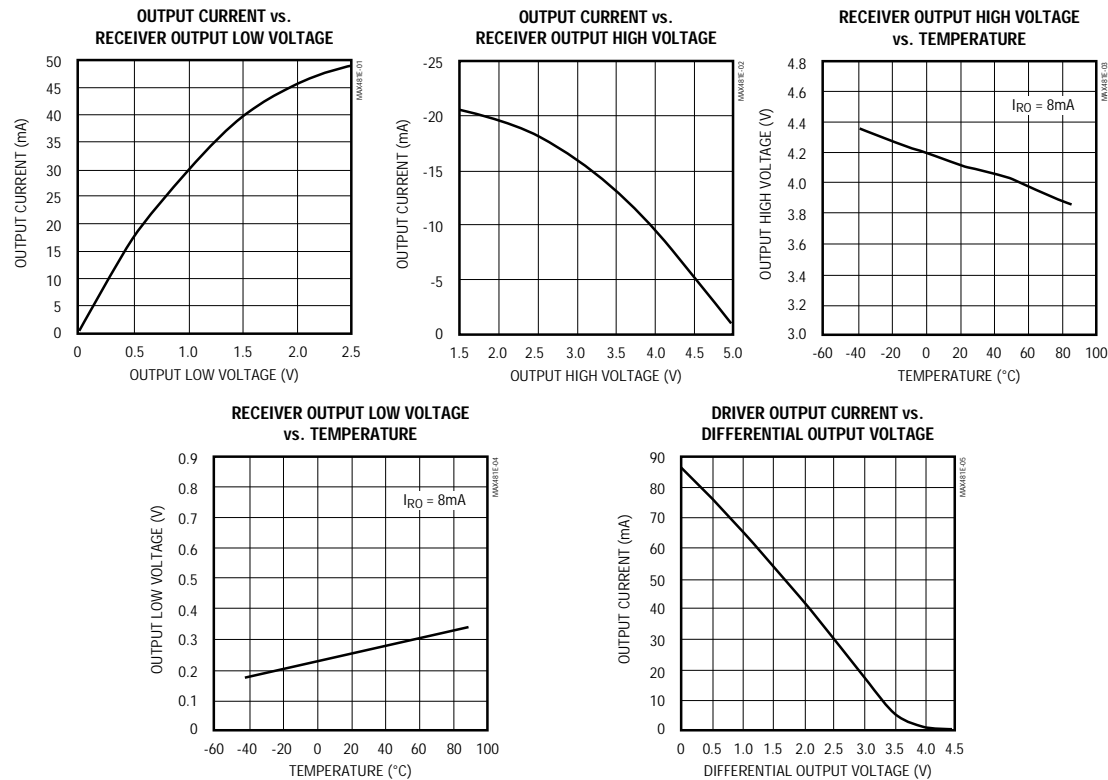 OUTPUT CURRENT vs.
RECEIVER OUTPUT LOW VOLTAGE
50
45
40
35
30
25
20
15
10
5
0
OUTPUT CURRENT (mA)
0 0.5 1.0 1.5 2.0 2.5
OUTPUT LOW VOLTAGE (V)
MAX481E-01
OUTPUT CURRENT vs.
RECEIVER OUTPUT HIGH VOLTAGE
-25
-20
-15
-10
-5
0
OUTPUT CURRENT (mA)
1.5 2.0 2.5 3.0 3.5 4.0 4.5 5.0
OUTPUT HIGH VOLTAGE (V)
MAX481E-02
RECEIVER OUTPUT HIGH VOLTAGE
vs. TEMPERATURE
4.8
4.6
4.4
4.2
4.0
3.8
3.6
3.4
3.2
3.0
OUTPUT HIGH VOLTAGE (V)
IRO = 8mA
-60 -40 -20 0 20 40 60 80 100
TEMPERATURE (°C)
MAX481E-03
RECEIVER OUTPUT LOW VOLTAGE
vs. TEMPERATURE
0.9
0.8
0.7
0.6
0.5
0.4
0.3
0.2
0.1
0
OUTPUT LOW VOLTAGE (V)
IRO = 8mA
-60 -40 -20 0 20 40 60 80 100
TEMPERATURE (°C)
MAX481E-04
DRIVER OUTPUT CURRENT vs.
DIFFERENTIAL OUTPUT VOLTAGE
90
80
70
60
50
40
30
20
10
0
OUTPUT CURRENT (mA)
0 0.5 1.0 1.5 2.0 2.5 3.0 3.5 4.0 4.5
DIFFERENTIAL OUTPUT VOLTAGE (V)
MAX481E-05